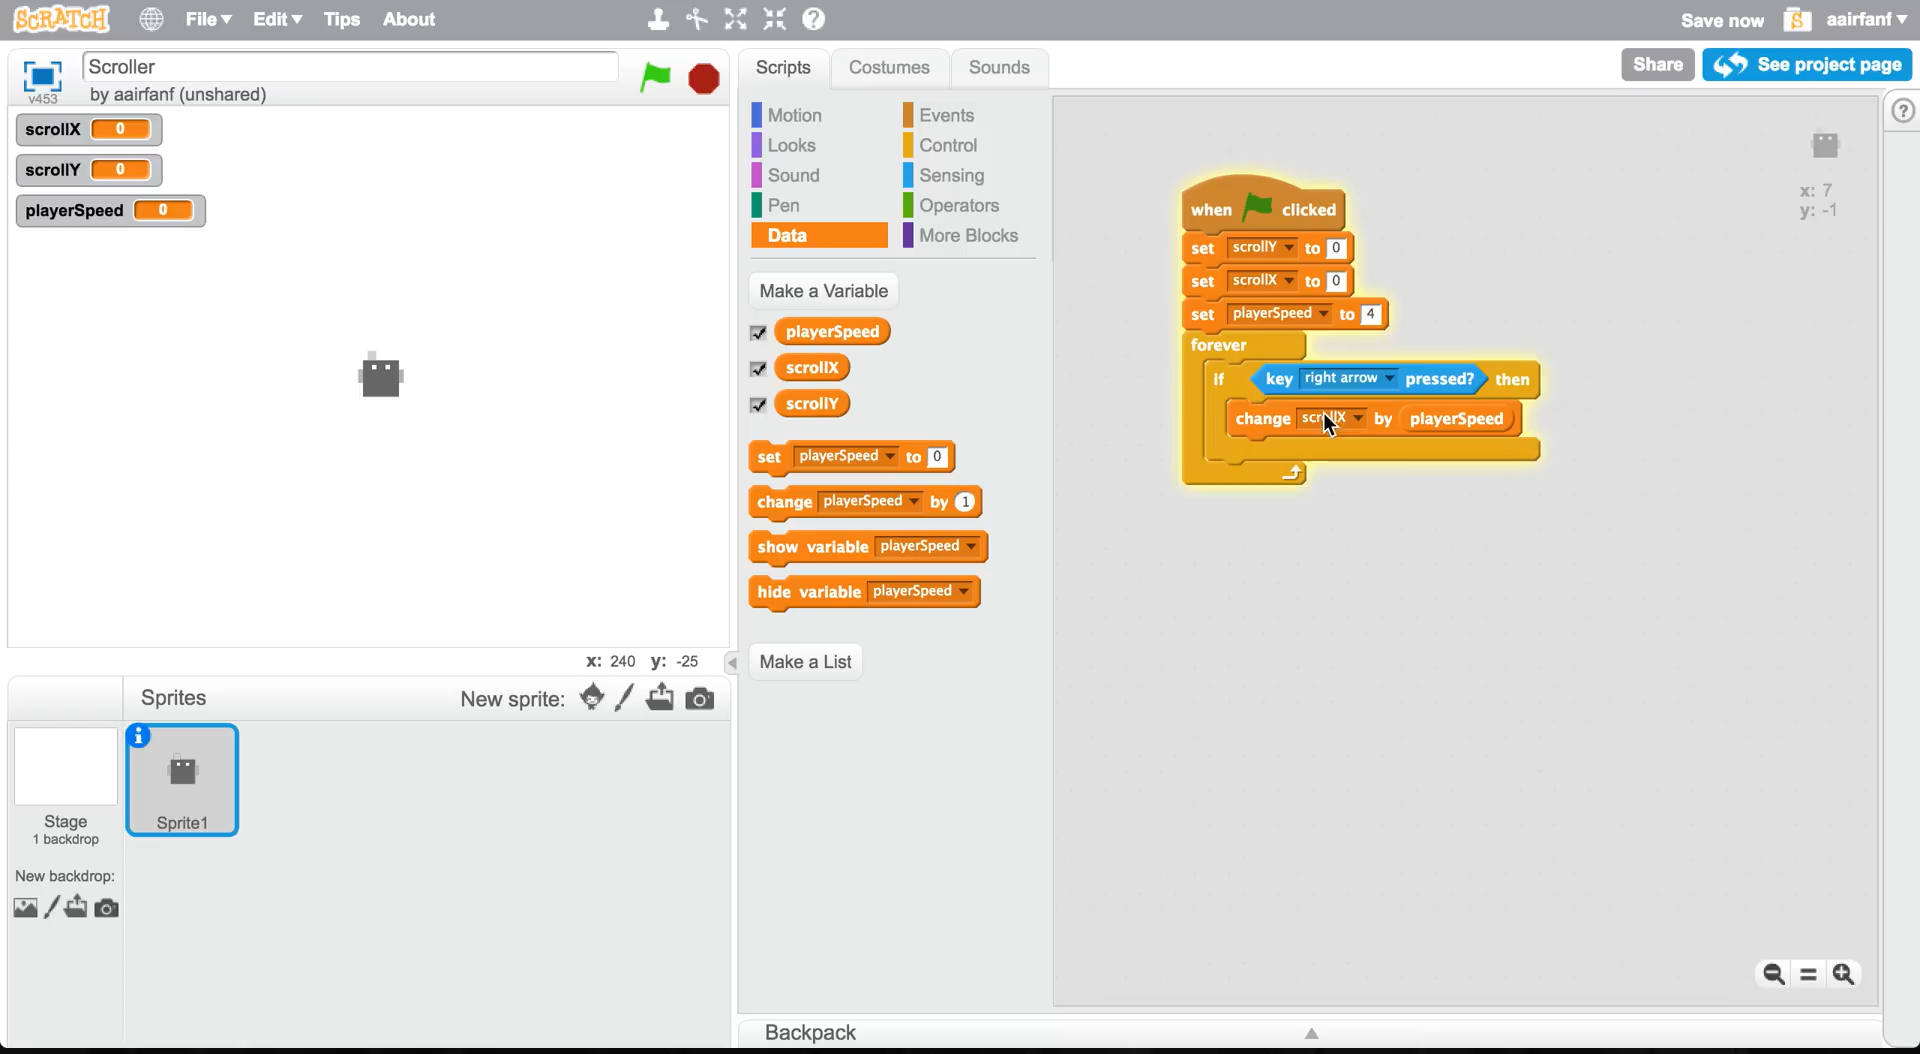 SCRATCH File▼ Edit▼ Tips About Save now aairfanf▼
v453
Scroller
by aairfanf (unshared)
scrollX 0
scrollY 0
playerSpeed 0
x: 240 y: -25
Sprites New sprite:
Stage
1 backdrop
New backdrop:
Sprite1
Scripts Costumes Sounds
Share See project page
Motion Events
Looks Control
Sound Sensing
Pen Operators
Data More Blocks
Make a Variable
playerSpeed
scrollX
scrollY
set playerSpeed to 0
change playerSpeed by 1
show variable playerSpeed
hide variable playerSpeed
Make a List
when clicked
set scrollY to 0
set scrollX to 0
set playerSpeed to 4
forever
if key right arrow pressed? then
change scrollX by playerSpeed
x: 7
y: -1
Backpack